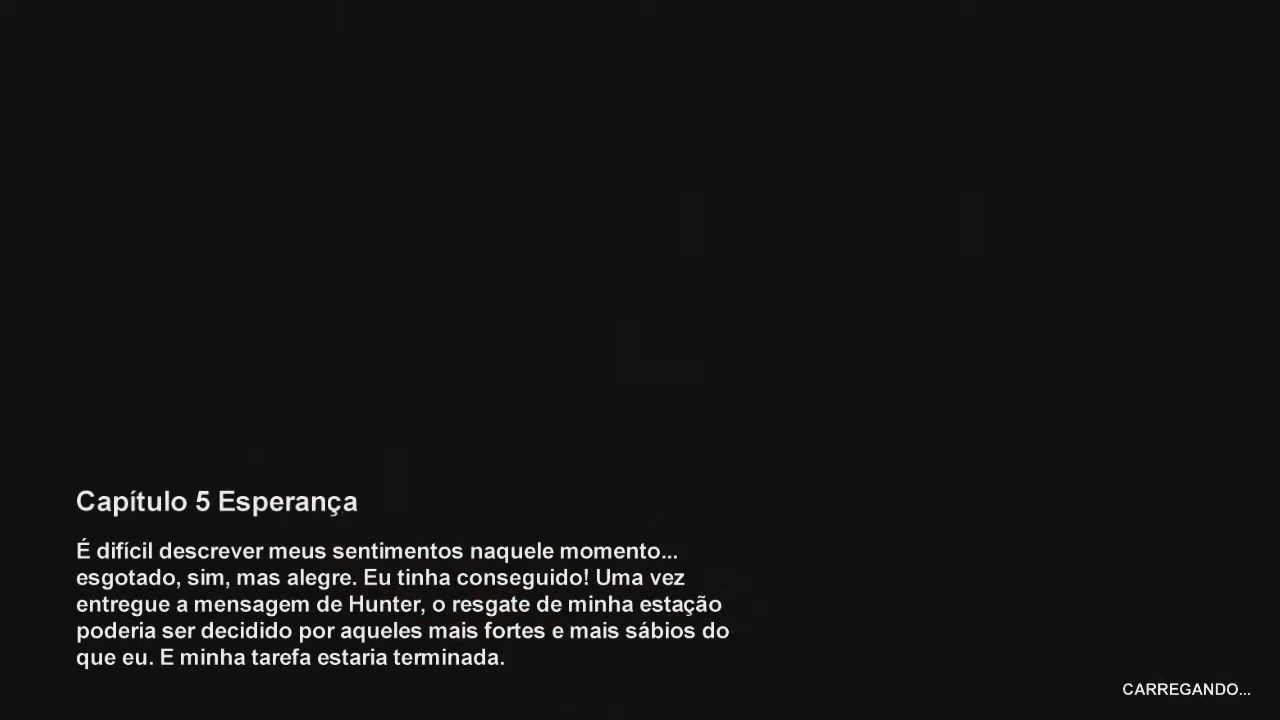 Capítulo 5 Esperança
É difícil descrever meus sentimentos naquele momento...
esgotado, sim, mas alegre. Eu tinha conseguido! Uma vez
entregue a mensagem de Hunter, o resgate de minha estação
poderia ser decidido por aqueles mais fortes e mais sábios do
que eu. E minha tarefa estaria terminada.
CARREGANDO...